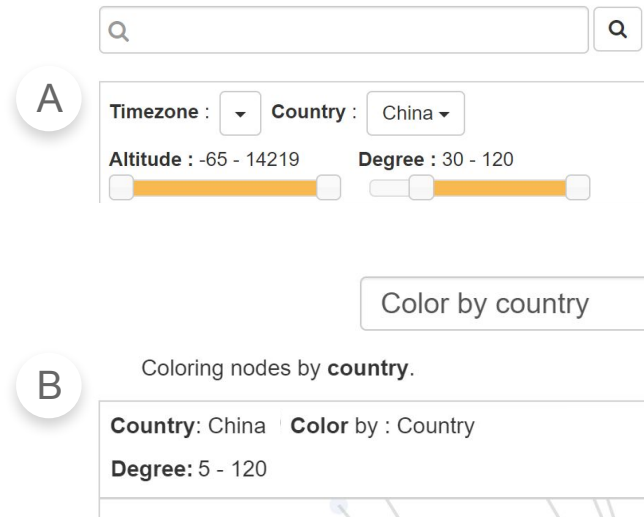 A
Timezone : Country : China
Altitude : -65 - 14219 Degree : 30 - 120
Color by country
B
Coloring nodes by country.
Country: China Color by : Country
Degree: 5 - 120